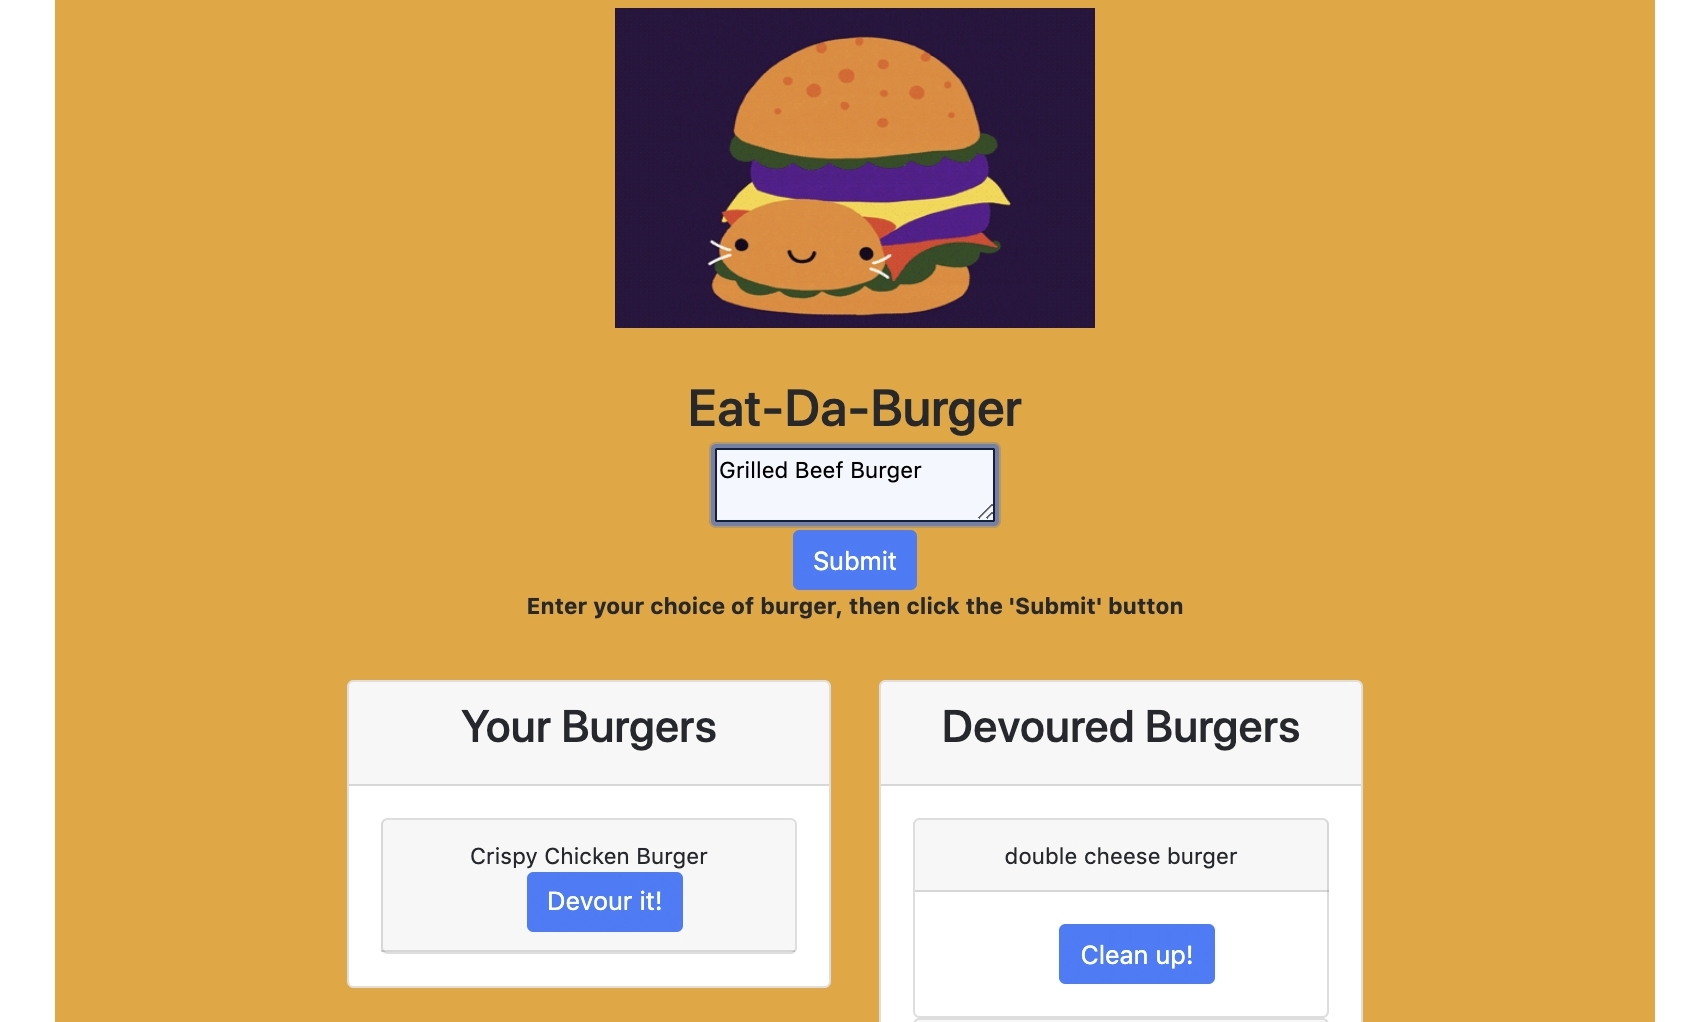 Eat-Da-Burger
Grilled Beef Burger
Submit
Enter your choice of burger, then click the 'Submit' button
Your Burgers
Crispy Chicken Burger
Devour it!
Devoured Burgers
double cheese burger
Clean up!